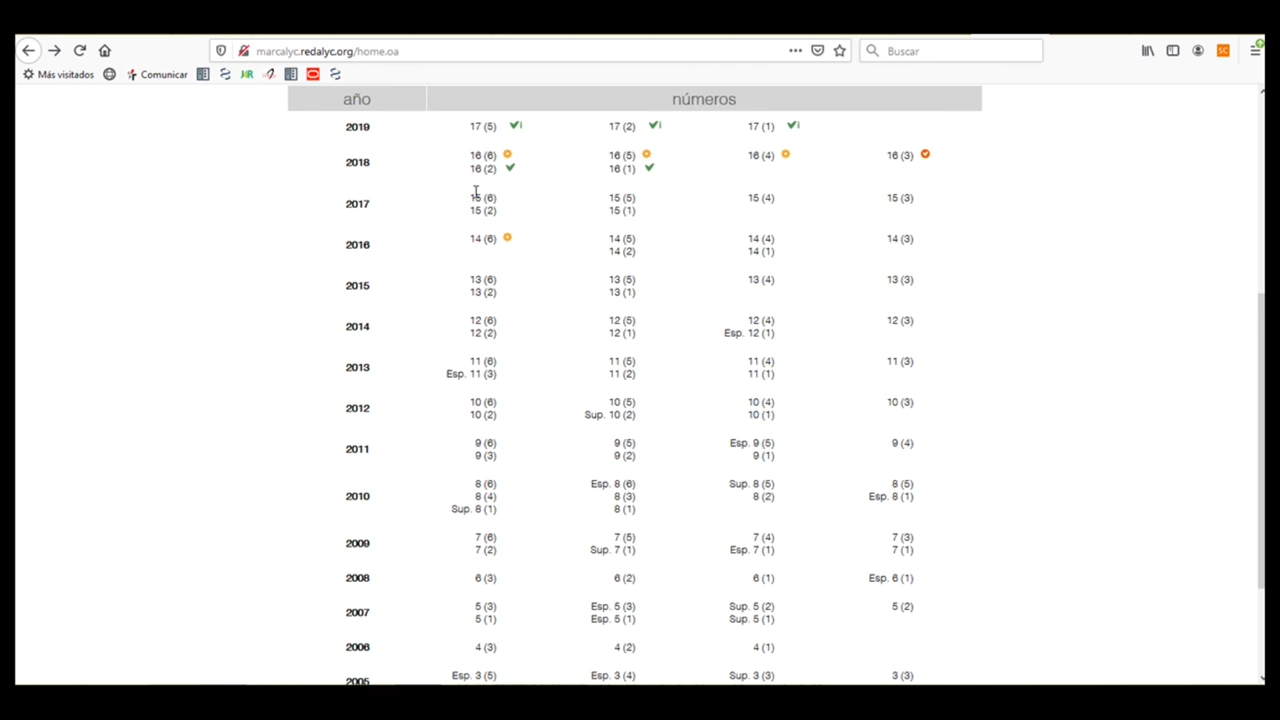 marcalyc.redalyc.org/home.oa
Buscar
SC
Más visitados
Comunicar
año números
2019 17 (5) i 17 (2) i 17 (1) i
2018 16 (6) 16 (5) 16 (4) 16 (3)
16 (2) 16 (1)
2017 15 (6) 15 (5) 15 (4) 15 (3)
15 (2) 15 (1)
2016 14 (6) 14 (5) 14 (4) 14 (3)
14 (2) 14 (1)
2015 13 (6) 13 (5) 13 (4) 13 (3)
13 (2) 13 (1)
2014 12 (6) 12 (5) 12 (4) 12 (3)
12 (2) 12 (1) Esp. 12 (1)
2013 11 (6) 11 (5) 11 (4) 11 (3)
Esp. 11 (3) 11 (2) 11 (1)
2012 10 (6) 10 (5) 10 (4) 10 (3)
10 (2) Sup. 10 (2) 10 (1)
2011 9 (6) 9 (5) Esp. 9 (5) 9 (4)
9 (3) 9 (2) 9 (1)
2010 8 (6) Esp. 8 (6) Sup. 8 (5) 8 (5)
8 (4) 8 (3) 8 (2) Esp. 8 (1)
Sup. 8 (1) 8 (1)
2009 7 (6) 7 (5) 7 (4) 7 (3)
7 (2) Sup. 7 (1) Esp. 7 (1) 7 (1)
2008 6 (3) 6 (2) 6 (1) Esp. 6 (1)
2007 5 (3) Esp. 5 (3) Sup. 5 (2) 5 (2)
5 (1) Esp. 5 (1) Sup. 5 (1)
2006 4 (3) 4 (2) 4 (1)
2005 Esp. 3 (5) Esp. 3 (4) Sup. 3 (3) 3 (3)